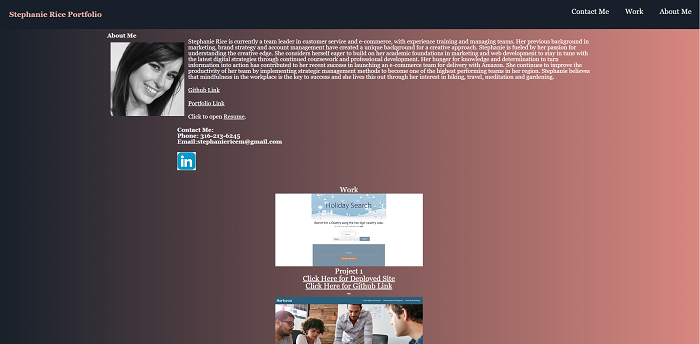 Stephanie Rice Portfolio
Contact Me
Work
About Me
About Me
Stephanie Rice is currently a team leader in customer service and e-commerce, with experience training and managing teams. Her previous background in
marketing, brand strategy and account management have created a unique background for a creative approach. Stephanie is fueled by her passion for
understanding the creative edge. She considers herself eager to build on her academic foundations in marketing and web development to stay in tune with
the latest digital strategies through continued coursework and professional development. Her hunger for knowledge and determination to turn
information into action has contributed to her recent success in launching an e-commerce team for delivery with Amazon. She continues to improve the
productivity of her team by implementing strategic management methods to become one of the highest performing teams in her region. Stephanie believes
that mindfulness in the workplace is the key to success and she lives this out through her interest in hiking, travel, meditation and gardening.
Github Link
Portfolio Link
Click to open Resume.
Contact Me:
Phone: 316-213-6245
Email:stephaniericem@gmail.com
in
Work
Holiday Search
Project 1
Click Here for Deployed Site
Click Here for Github Link
~